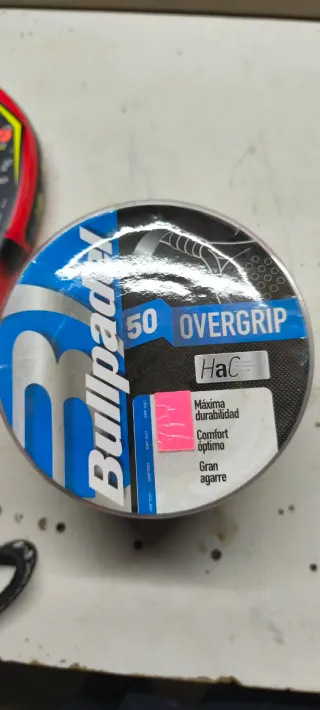 Bullpadel
50 OVERGRIP
HaC
Máxima
durabilidad
Comfort
óptimo
Gran
agarre